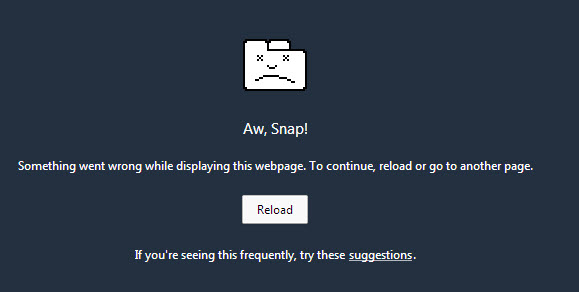 Aw, Snap!
Something went wrong while displaying this webpage. To continue, reload or go to another page.
Reload
If you're seeing this frequently, try these suggestions.